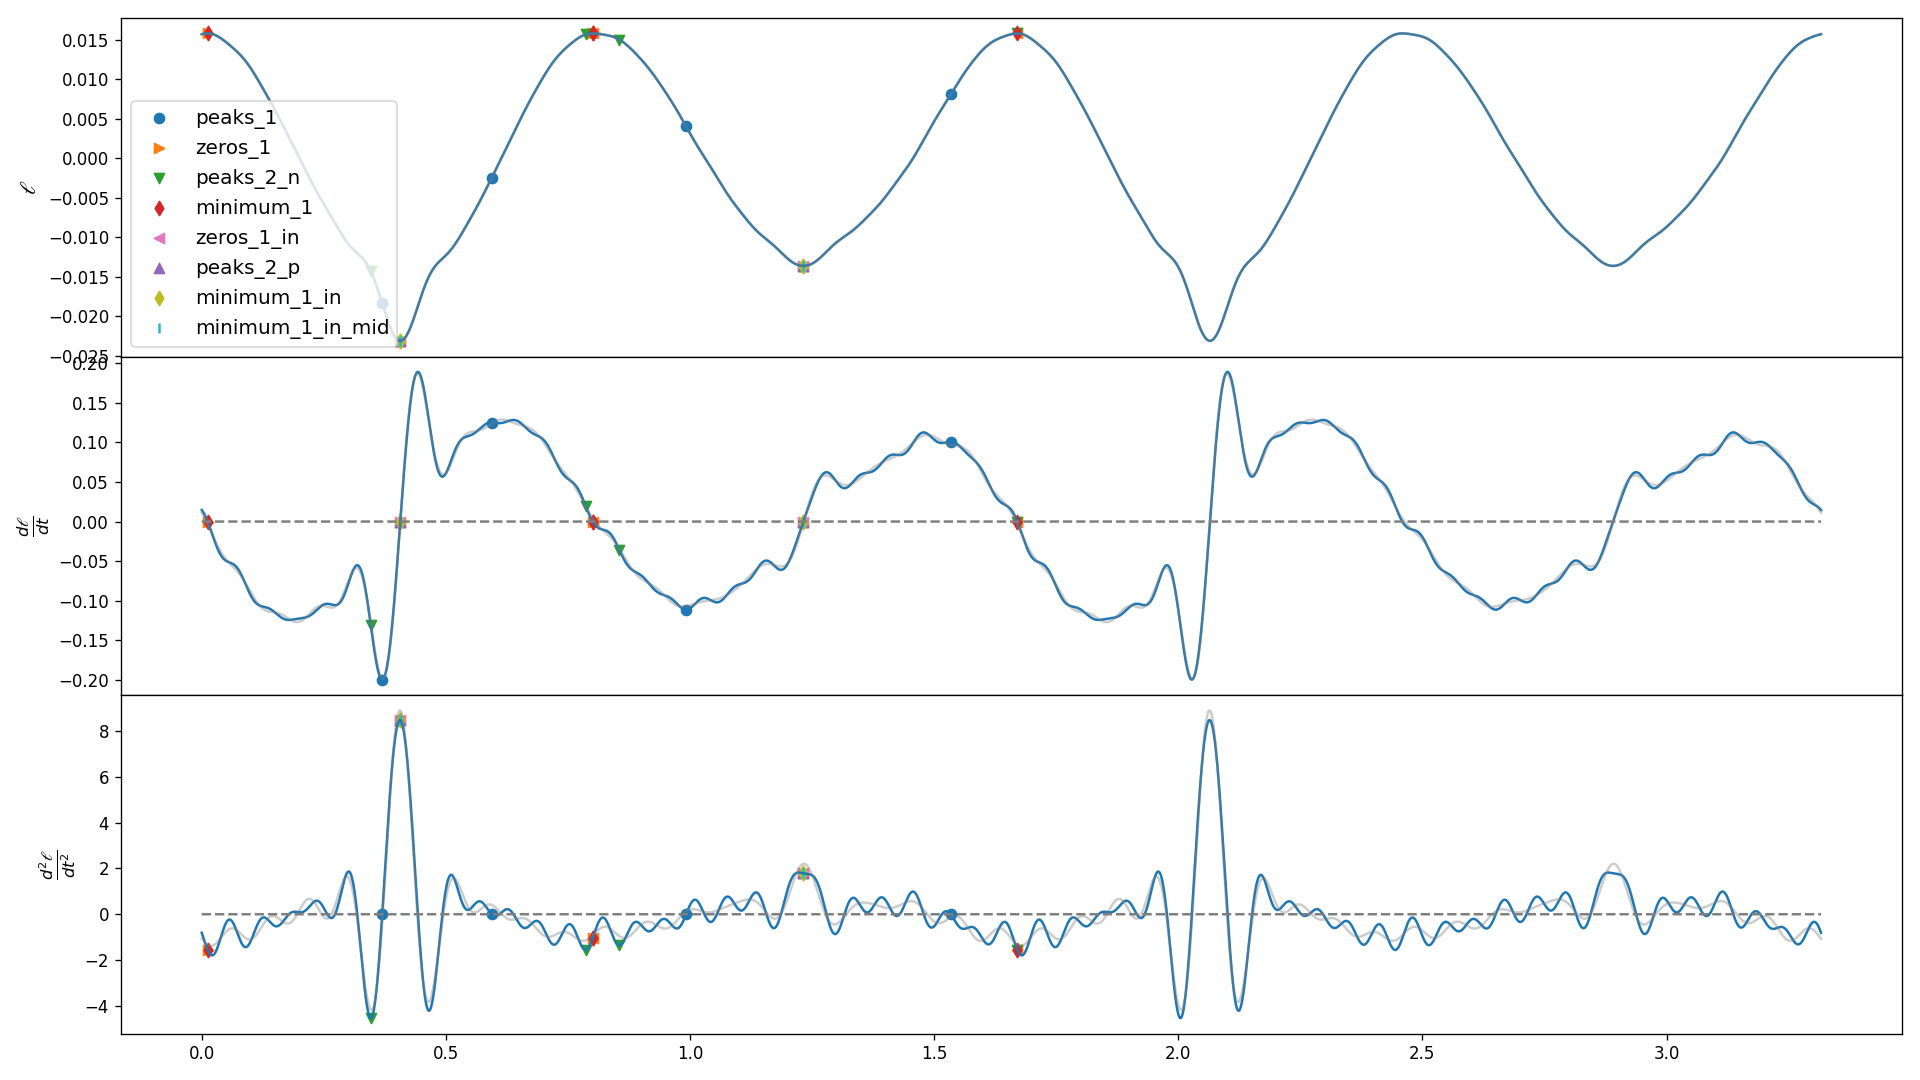 0.015
0.010
0.005
0.000
−0.005
−0.010
−0.015
−0.020
−0.025
ℓ
peaks_1
zeros_1
peaks_2_n
minimum_1
zeros_1_in
peaks_2_p
minimum_1_in
minimum_1_in_mid
0.20
0.15
0.10
0.05
0.00
−0.05
−0.10
−0.15
−0.20
dℓ
dt
8
6
4
2
0
−2
−4
d²ℓ
dt²
0.0 0.5 1.0 1.5 2.0 2.5 3.0